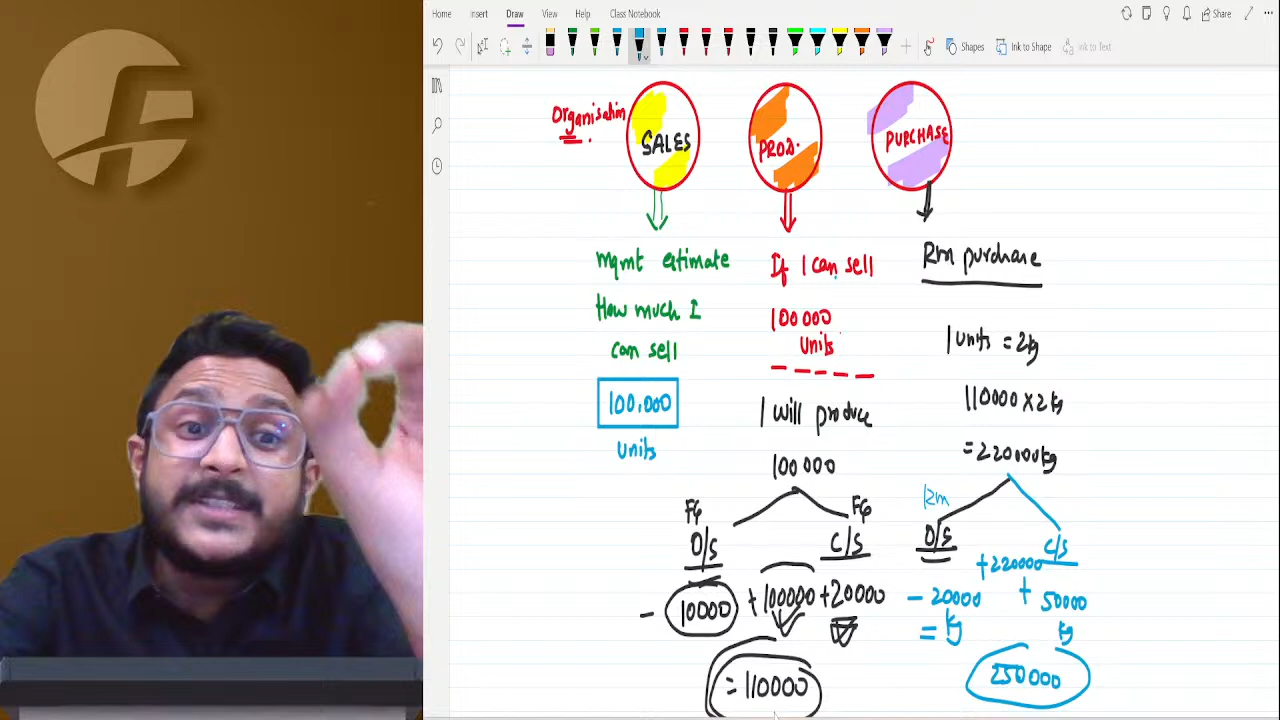 Home Insert Draw View Help Class Notebook Share
Shapes Ink to Shape Ink to Text
Organisation
SALES
PROD.
PURCHASE
Mgmt estimate
How much I
can sell
100,000
units
If I can sell
100000
units
I will produce
100000
FG
O/S
FG
C/S
- 10000 + 100000 + 20000
= 110000
Rm purchase
1 units = 2kg
110000 x 2kg
= 220000kg
Rm
O/S
C/S
+220000
- 20000 + 50000
= kg
kg
250000